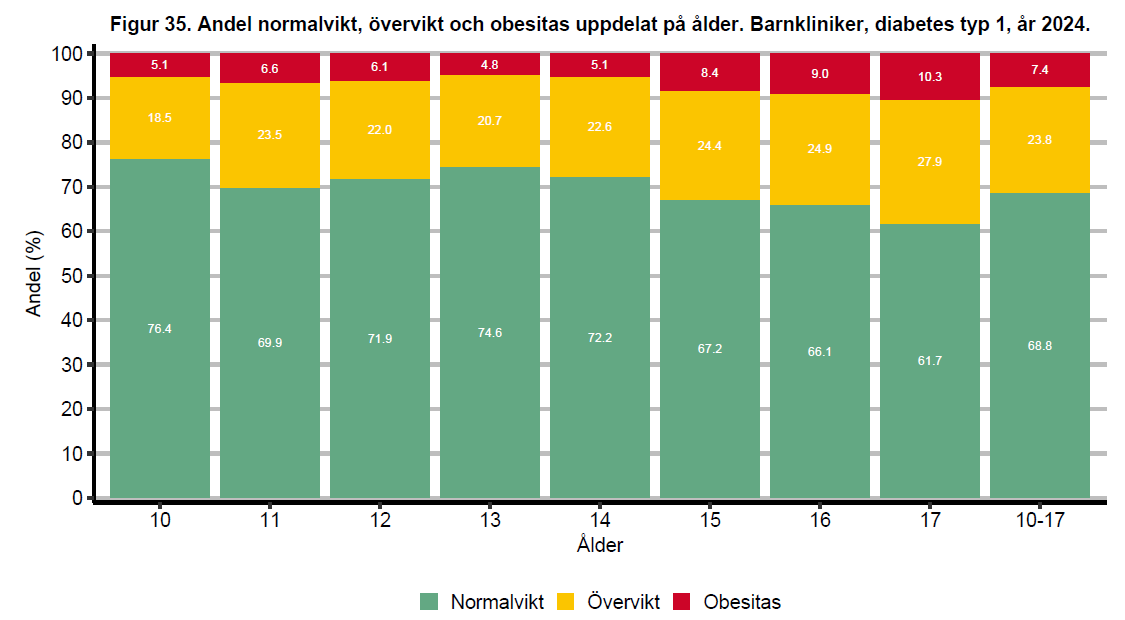 Figur 35. Andel normalvikt, övervikt och obesitas uppdelat på ålder. Barnkliniker, diabetes typ 1, år 2024.
Andel (%)
100
90
80
70
60
50
40
30
20
10
0
5.1 6.6 6.1 4.8 5.1 8.4 9.0 10.3 7.4
18.5 23.5 22.0 20.7 22.6 24.4 24.9 27.9 23.8
76.4 69.9 71.9 74.6 72.2 67.2 66.1 61.7 68.8
10 11 12 13 14 15 16 17 10-17
Ålder
Normalvikt Övervikt Obesitas